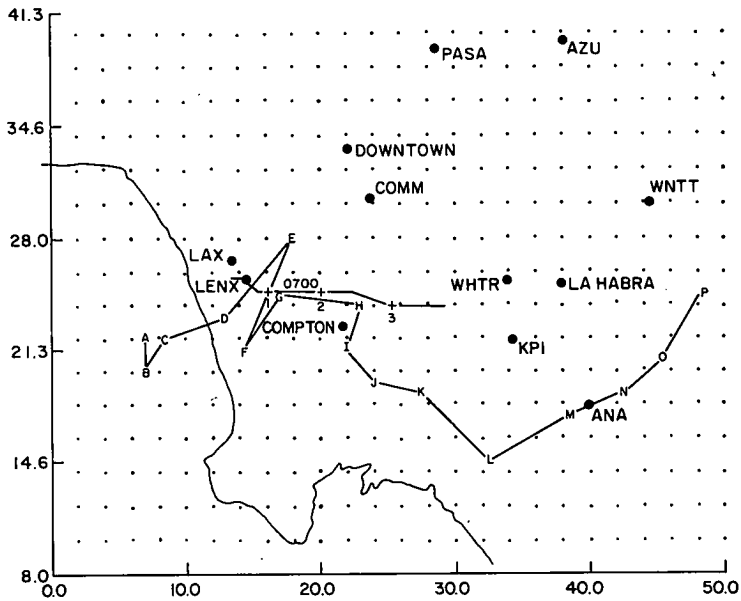 41.3
PASA
AZU
34.6
DOWNTOWN
COMM
WNTT
28.0
E
LAX
LENX
0700
WHTR
LA HABRA
P
1
G
2
H
3
D
COMPTON
A
C
F
I
KPI
21.3
B
O
J
K
N
M
ANA
L
14.6
8.0
0.0 10.0 20.0 30.0 40.0 50.0